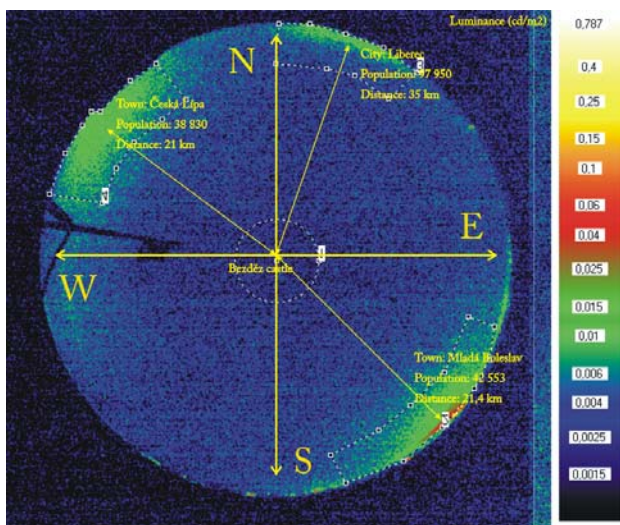 Luminance (cd/m2)
N
City: Liberec
Population: 97 950
Distance: 35 km
Town: Česká Lípa
Population: 38 830
Distance: 21 km
E
Bezděz castle
W
Town: Mladá Boleslav
Population: 42 553
Distance: 21,4 km
S
0,787
0,4
0,25
0,15
0,1
0,06
0,04
0,025
0,015
0,01
0,006
0,004
0,0025
0,0015